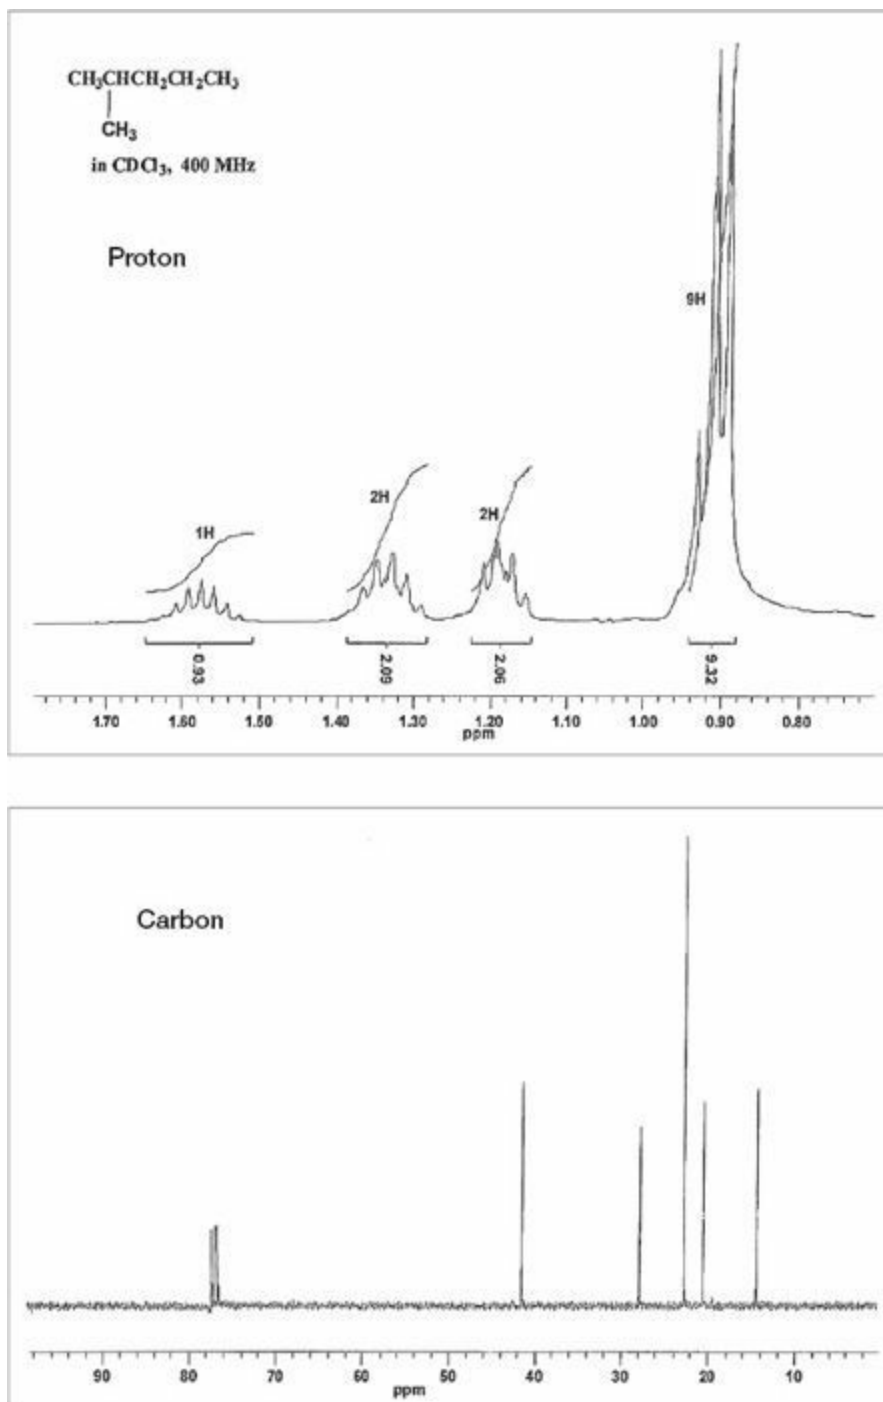 CH₃CHCH₂CH₂CH₃
CH₃
in CDCl₃, 400 MHz
Proton
9H
2H
2H
1H
0.93
2.09
2.06
9.32
1.70 1.60 1.50 1.40 1.30 1.20 1.10 1.00 0.90 0.80
ppm
Carbon
90 80 70 60 50 40 30 20 10
ppm